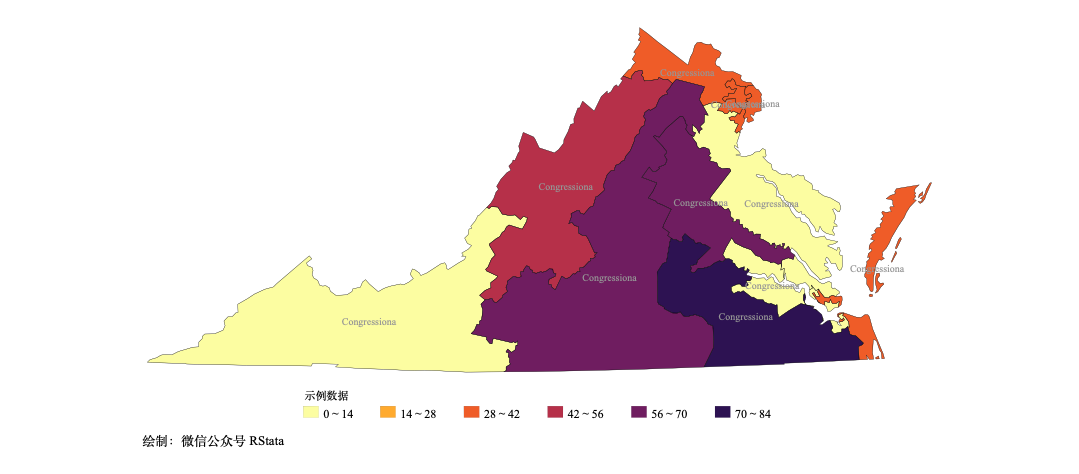 Congressiona
Congressiona
Congressiona
Congressiona
Congressiona
Congressiona
Congressiona
Congressiona
Congressiona
Congressiona
示例数据
0 ~ 14
14 ~ 28
28 ~ 42
42 ~ 56
56 ~ 70
70 ~ 84
绘制：微信公众号 RStata